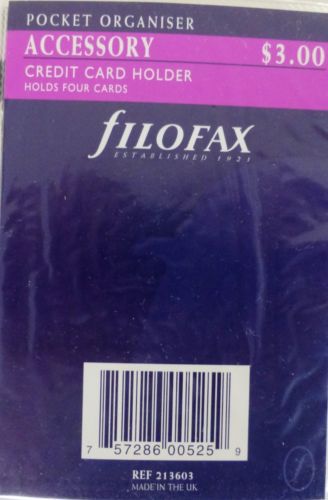 POCKET ORGANISER
ACCESSORY $3.00
CREDIT CARD HOLDER
HOLDS FOUR CARDS
fILOFAX
ESTABLISHED 1921
7 57286 00525 9
REF 213603
MADE IN THE UK